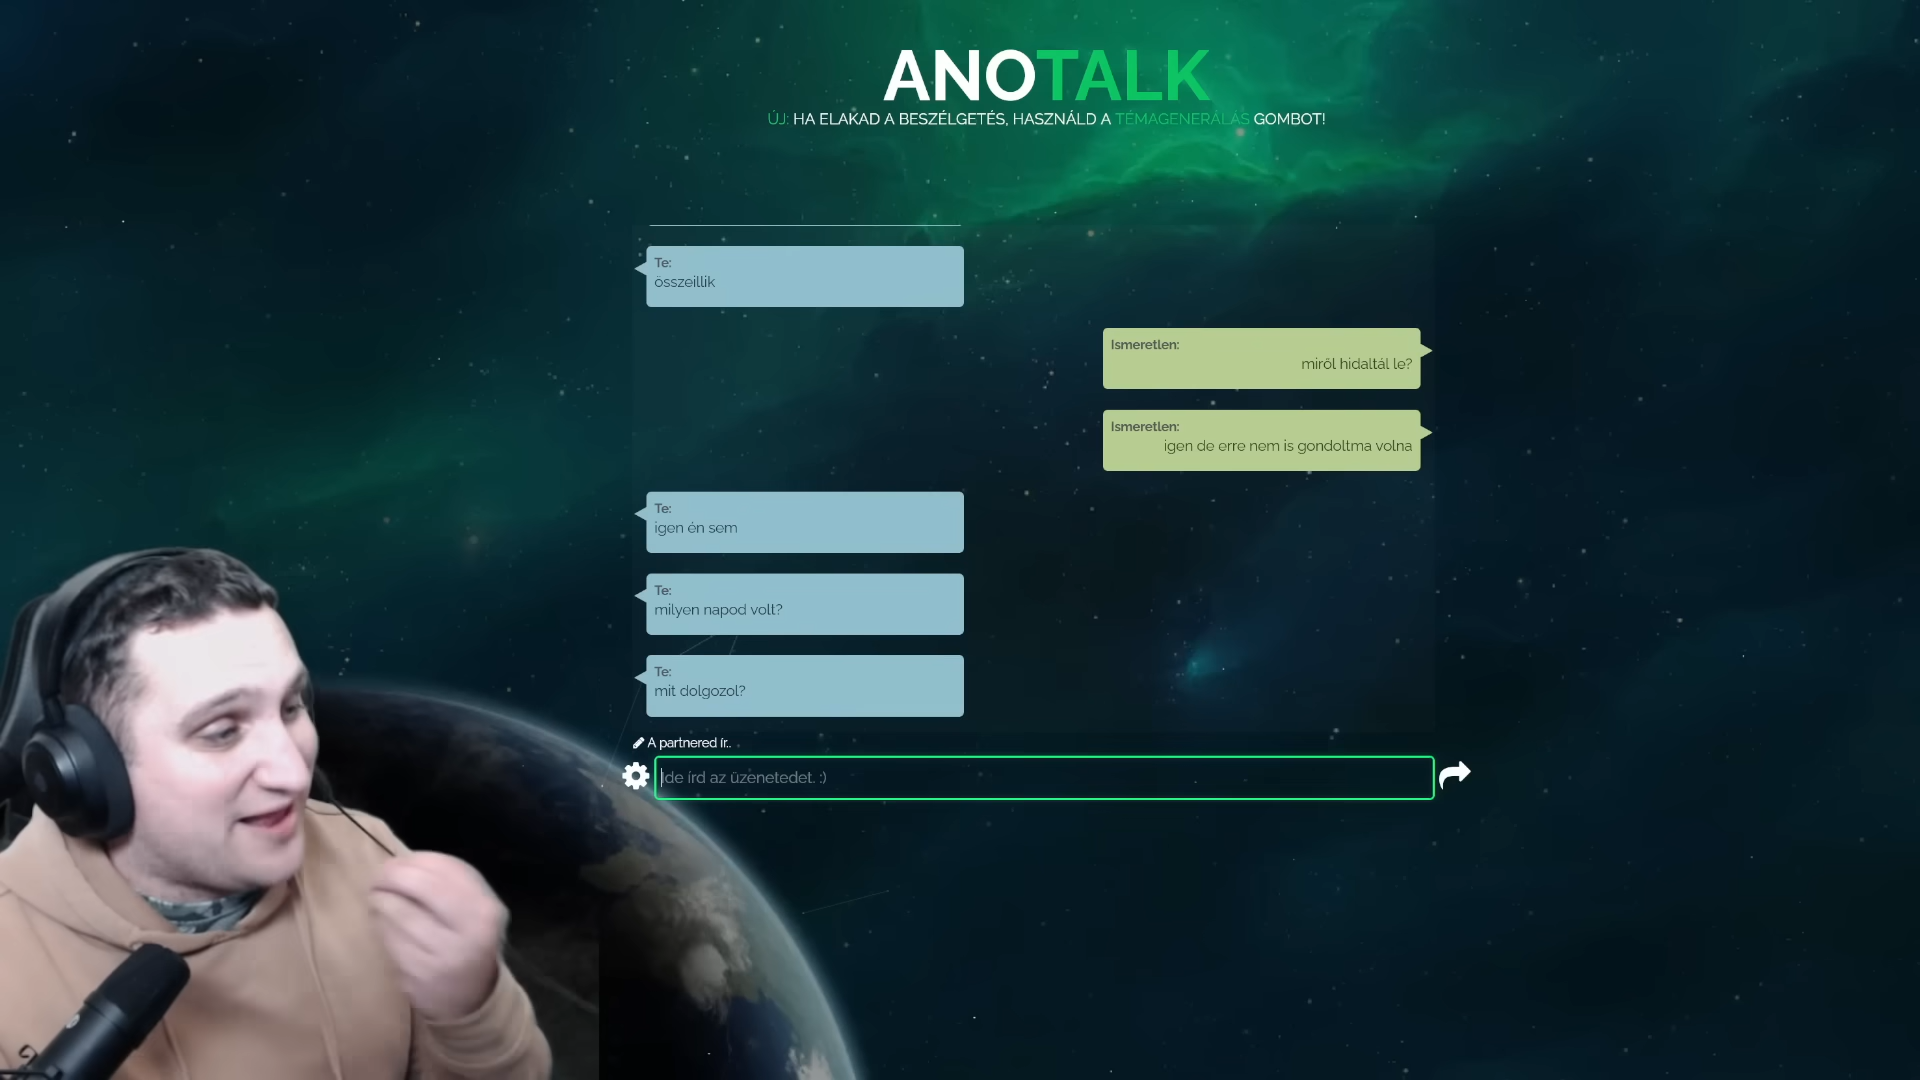 ANOTALK
ÚJ: HA ELAKAD A BESZÉLGETÉS, HASZNÁLD A TÉMAGENERÁLÁS GOMBOT!
Te:
összeillik
Ismeretlen:
miről hidaltál le?
Ismeretlen:
igen de erre nem is gondoltma volna
Te:
igen én sem
Te:
milyen napod volt?
Te:
mit dolgozol?
A partnered ír..
Ide írd az üzenetedet. :)